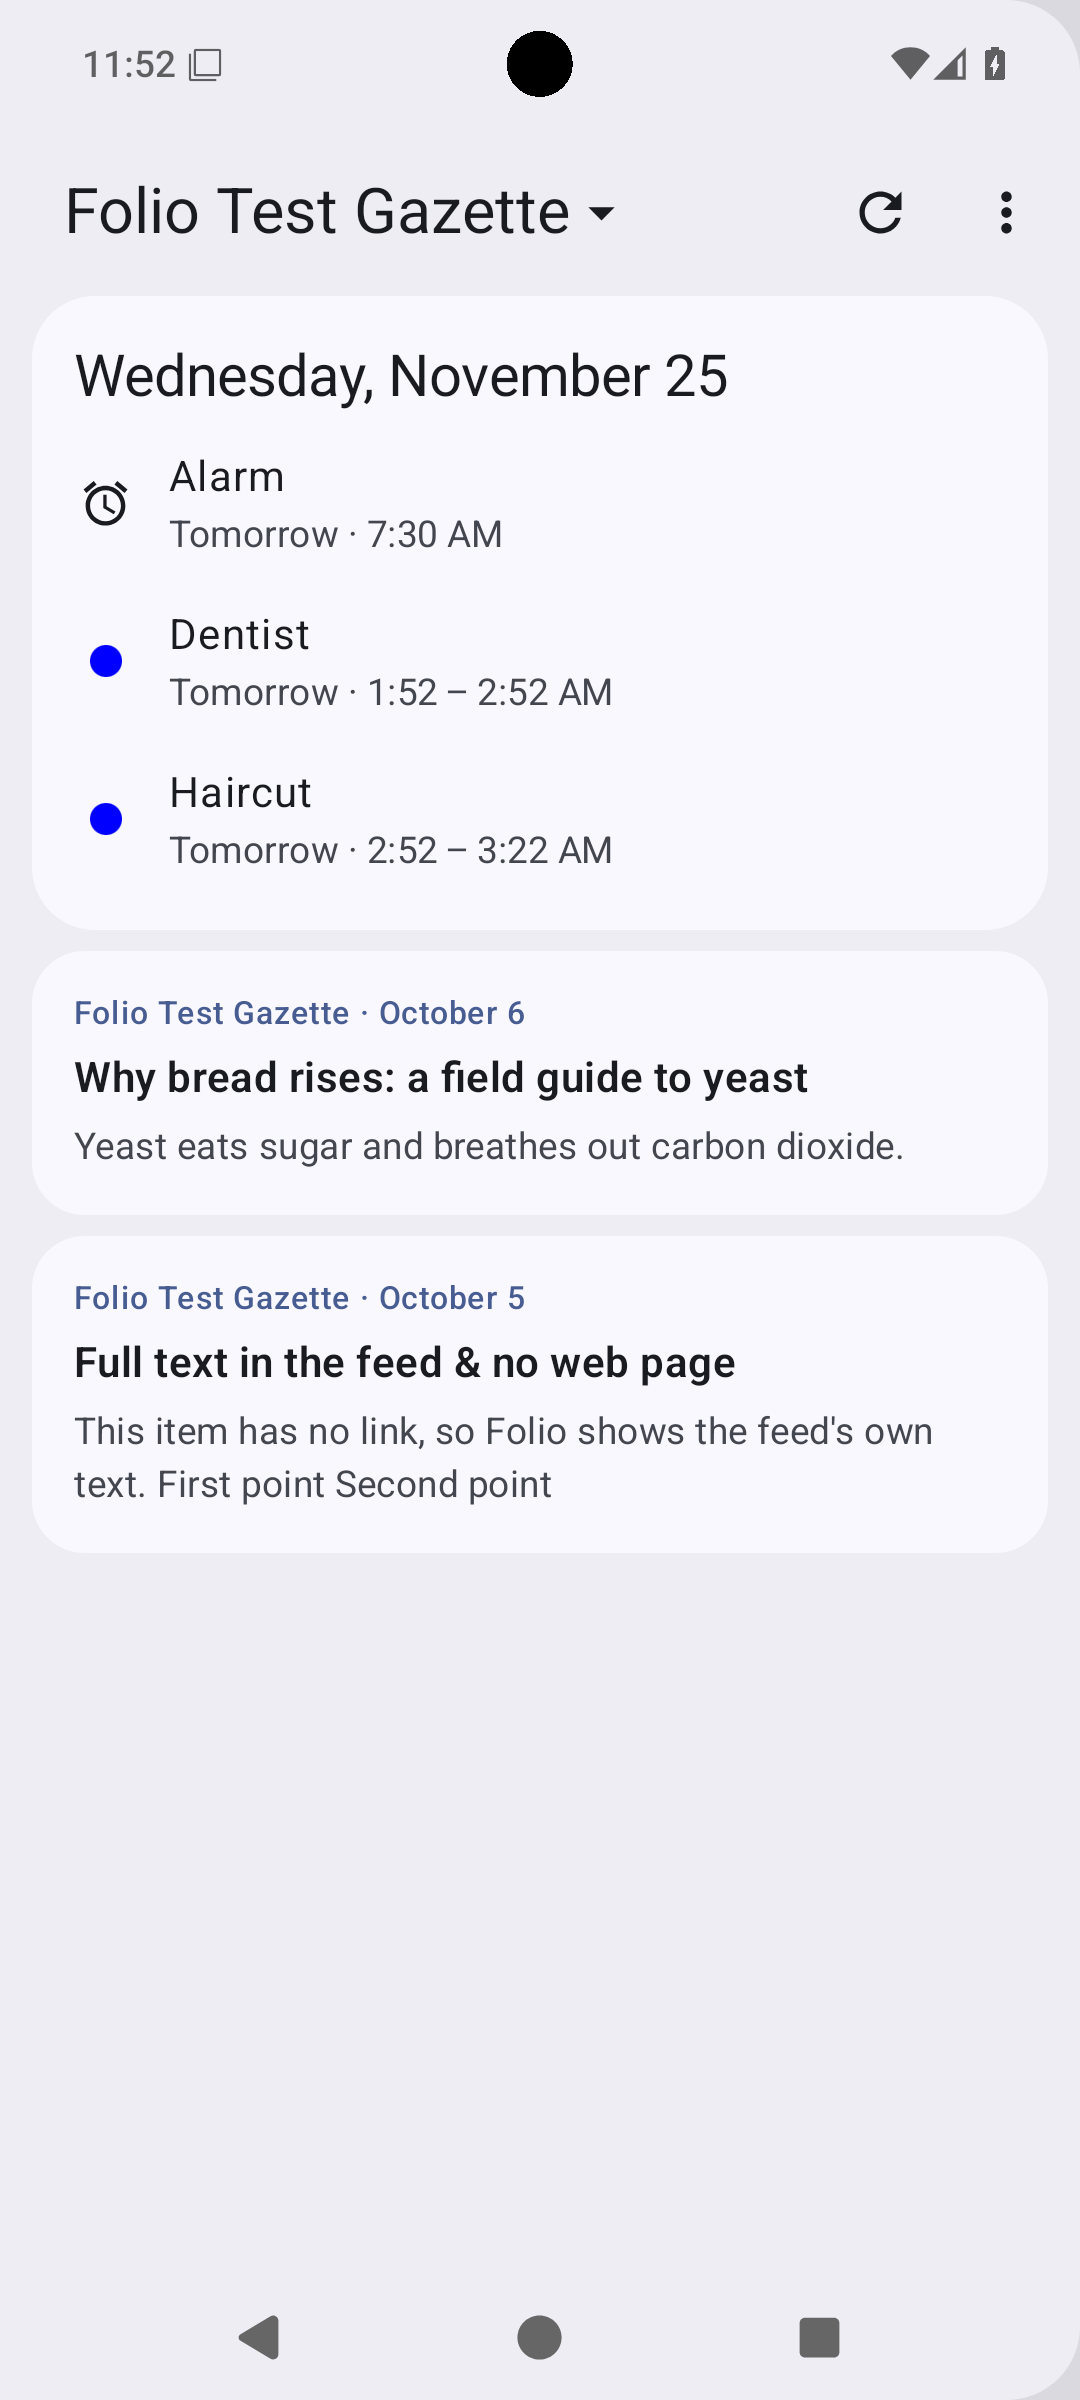 11:52
Folio Test Gazette
Wednesday, November 25
Alarm
Tomorrow · 7:30 AM
Dentist
Tomorrow · 1:52 – 2:52 AM
Haircut
Tomorrow · 2:52 – 3:22 AM
Folio Test Gazette · October 6
Why bread rises: a field guide to yeast
Yeast eats sugar and breathes out carbon dioxide.
Folio Test Gazette · October 5
Full text in the feed & no web page
This item has no link, so Folio shows the feed's own
text. First point Second point